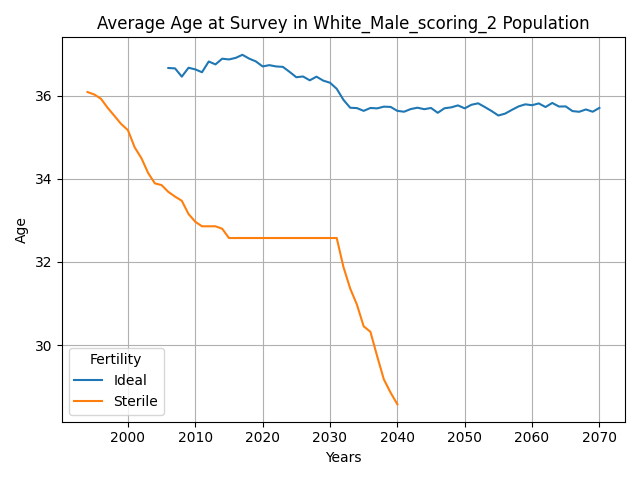 Average Age at Survey in White_Male_scoring_2 Population
Age
36
34
32
30
Fertility
Ideal
Sterile
2000 2010 2020 2030 2040 2050 2060 2070
Years